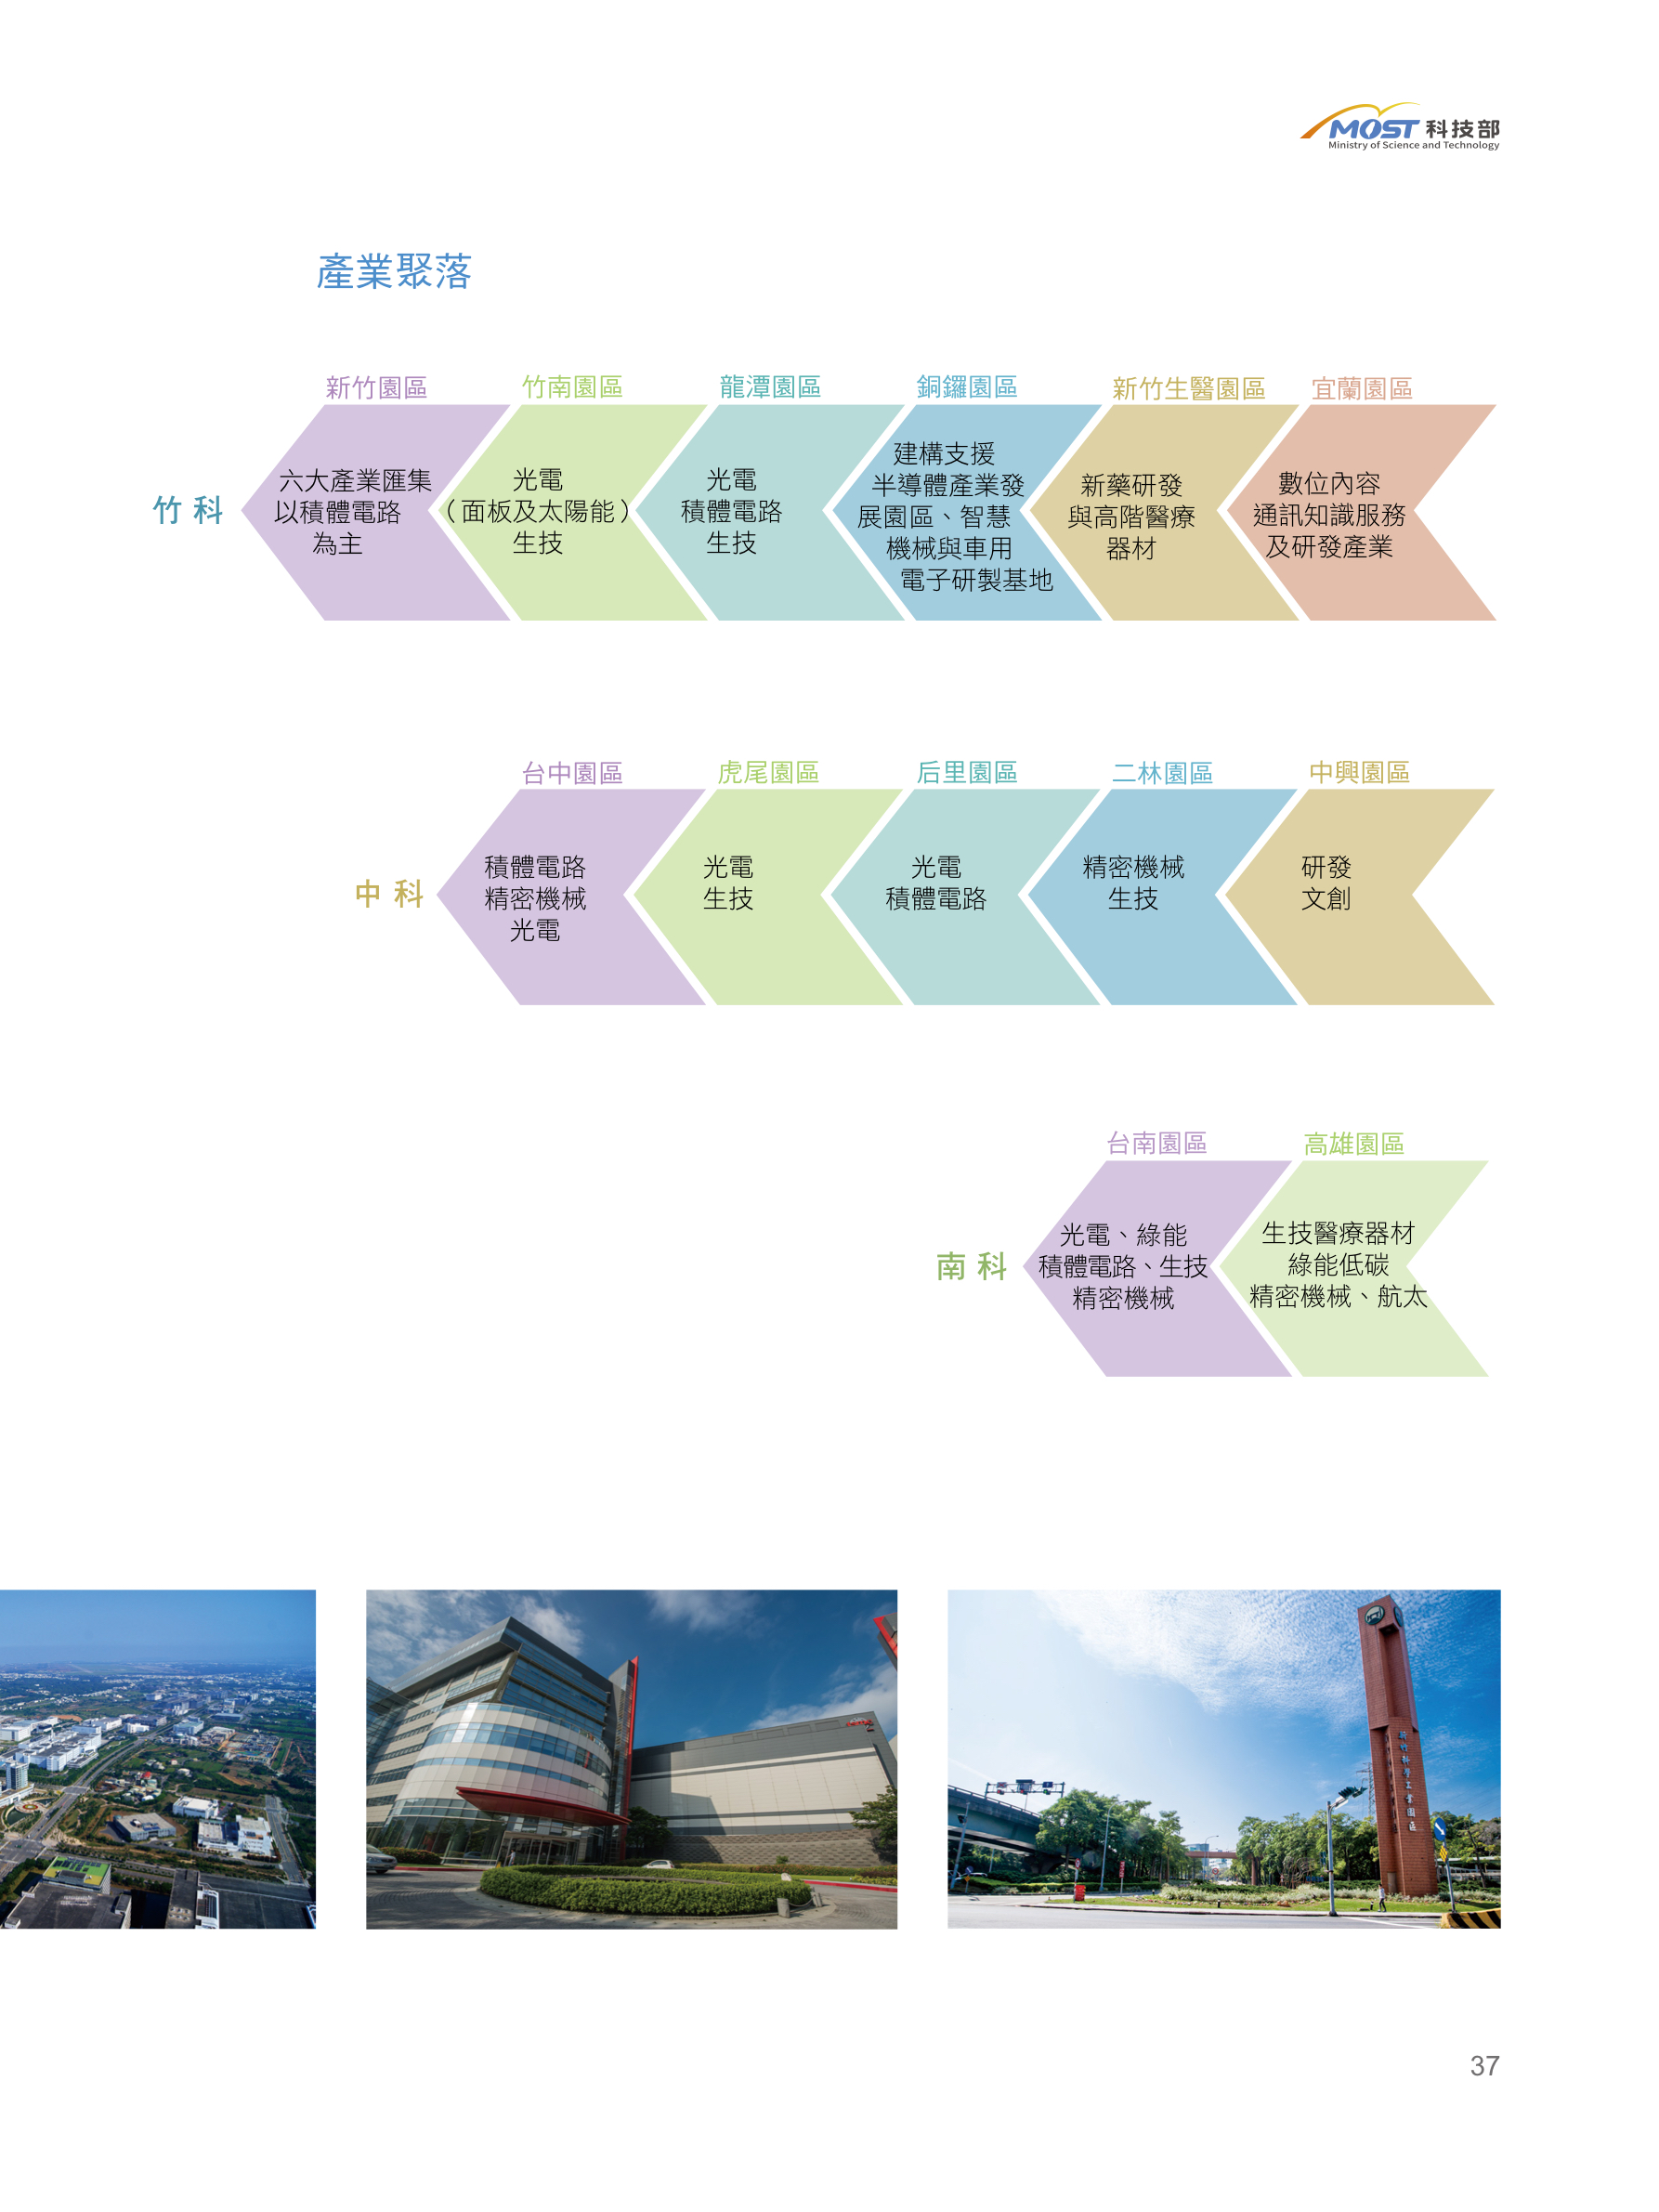 MOST 科技部
Ministry of Science and Technology
產業聚落
竹科
新竹園區
六大產業匯集
以積體電路
為主
竹南園區
光電
（面板及太陽能）
生技
龍潭園區
光電
積體電路
生技
銅鑼園區
建構支援
半導體產業發
展園區、智慧
機械與車用
電子研製基地
新竹生醫園區
新藥研發
與高階醫療
器材
宜蘭園區
數位內容
通訊知識服務
及研發產業
中科
台中園區
積體電路
精密機械
光電
虎尾園區
光電
生技
后里園區
光電
積體電路
二林園區
精密機械
生技
中興園區
研發
文創
南科
台南園區
光電、綠能
積體電路、生技
精密機械
高雄園區
生技醫療器材
綠能低碳
精密機械、航太
新竹科學工業園區
37